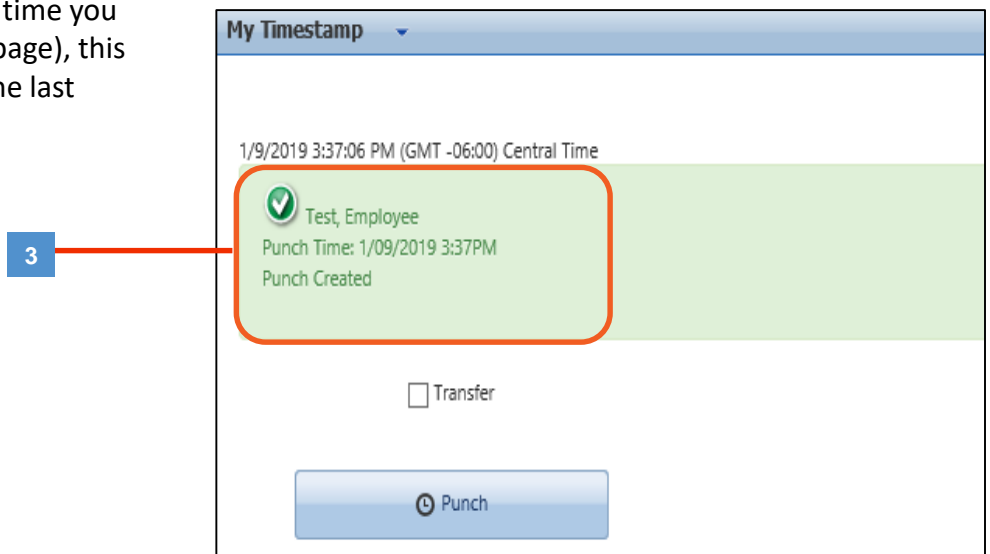 time you
page), this
ne last
My Timestamp
1/9/2019 3:37:06 PM (GMT -06:00) Central Time
Test, Employee
Punch Time: 1/09/2019 3:37PM
Punch Created
3
Transfer
Punch